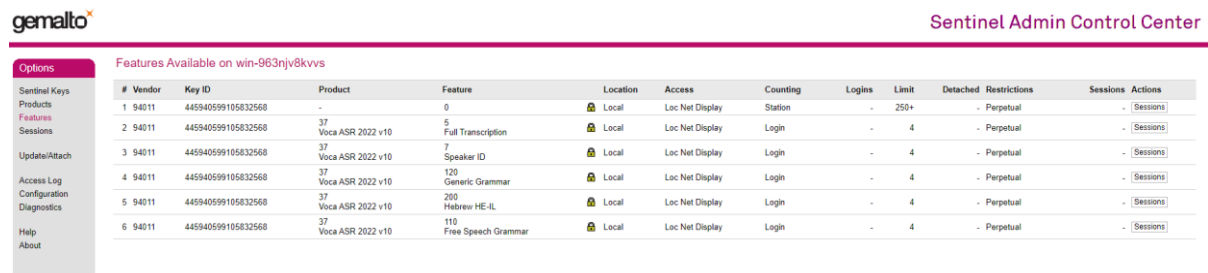 gemalto
Sentinel Admin Control Center
Options
Sentinel Keys
Products
Features
Sessions
Update/Attach
Access Log
Configuration
Diagnostics
Help
About
Features Available on win-963njv8kvvs
# Vendor Key ID Product Feature Location Access Counting Logins Limit Detached Restrictions Sessions Actions
1 94011 445940599105832568 - 0 Local Loc Net Display Station - 250+ - Perpetual - Sessions
2 94011 445940599105832568 37 Voca ASR 2022 v10 5 Full Transcription Local Loc Net Display Login - 4 - Perpetual - Sessions
3 94011 445940599105832568 37 Voca ASR 2022 v10 7 Speaker ID Local Loc Net Display Login - 4 - Perpetual - Sessions
4 94011 445940599105832568 37 Voca ASR 2022 v10 120 Generic Grammar Local Loc Net Display Login - 4 - Perpetual - Sessions
5 94011 445940599105832568 37 Voca ASR 2022 v10 200 Hebrew HE-IL Local Loc Net Display Login - 4 - Perpetual - Sessions
6 94011 445940599105832568 37 Voca ASR 2022 v10 110 Free Speech Grammar Local Loc Net Display Login - 4 - Perpetual - Sessions